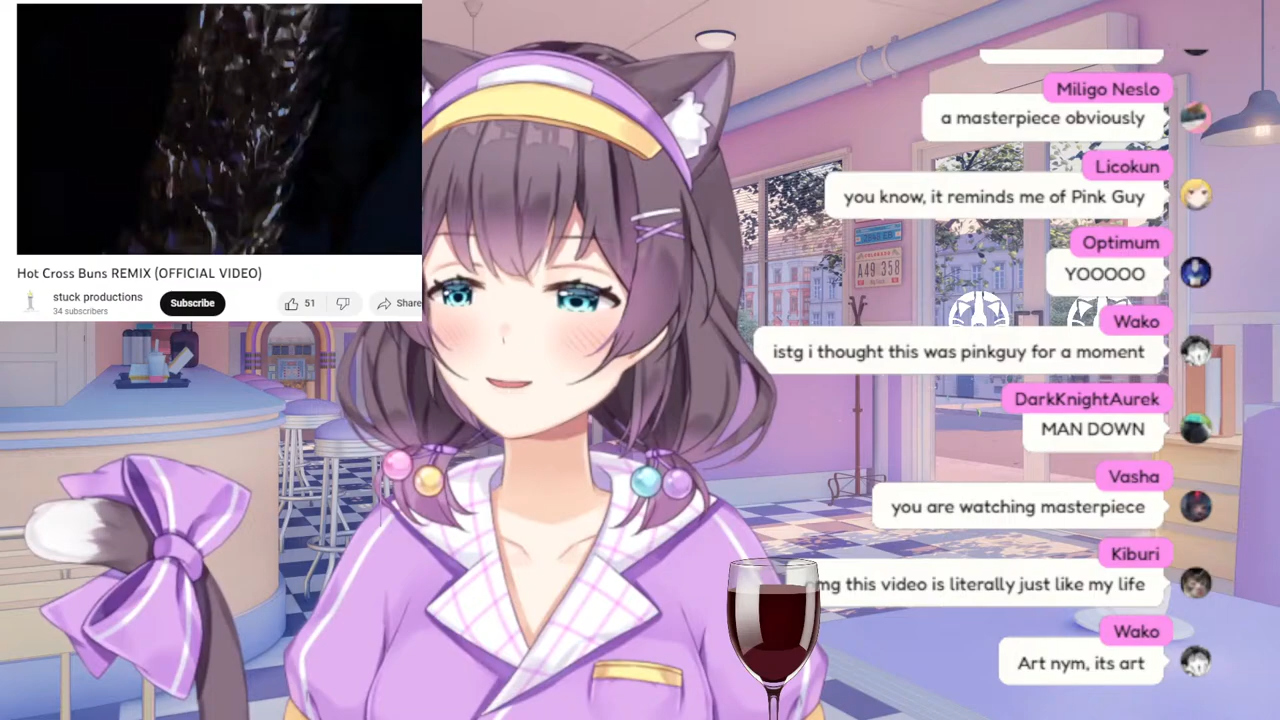 Hot Cross Buns REMIX (OFFICIAL VIDEO)
stuck productions
34 subscribers
Subscribe
51
Share
A49 358
Miligo Neslo
a masterpiece obviously
Licokun
you know, it reminds me of Pink Guy
Optimum
YOOOOO
Wako
istg i thought this was pinkguy for a moment
DarkKnightAurek
MAN DOWN
Vasha
you are watching masterpiece
Kiburi
mg this video is literally just like my life
Wako
Art nym, its art